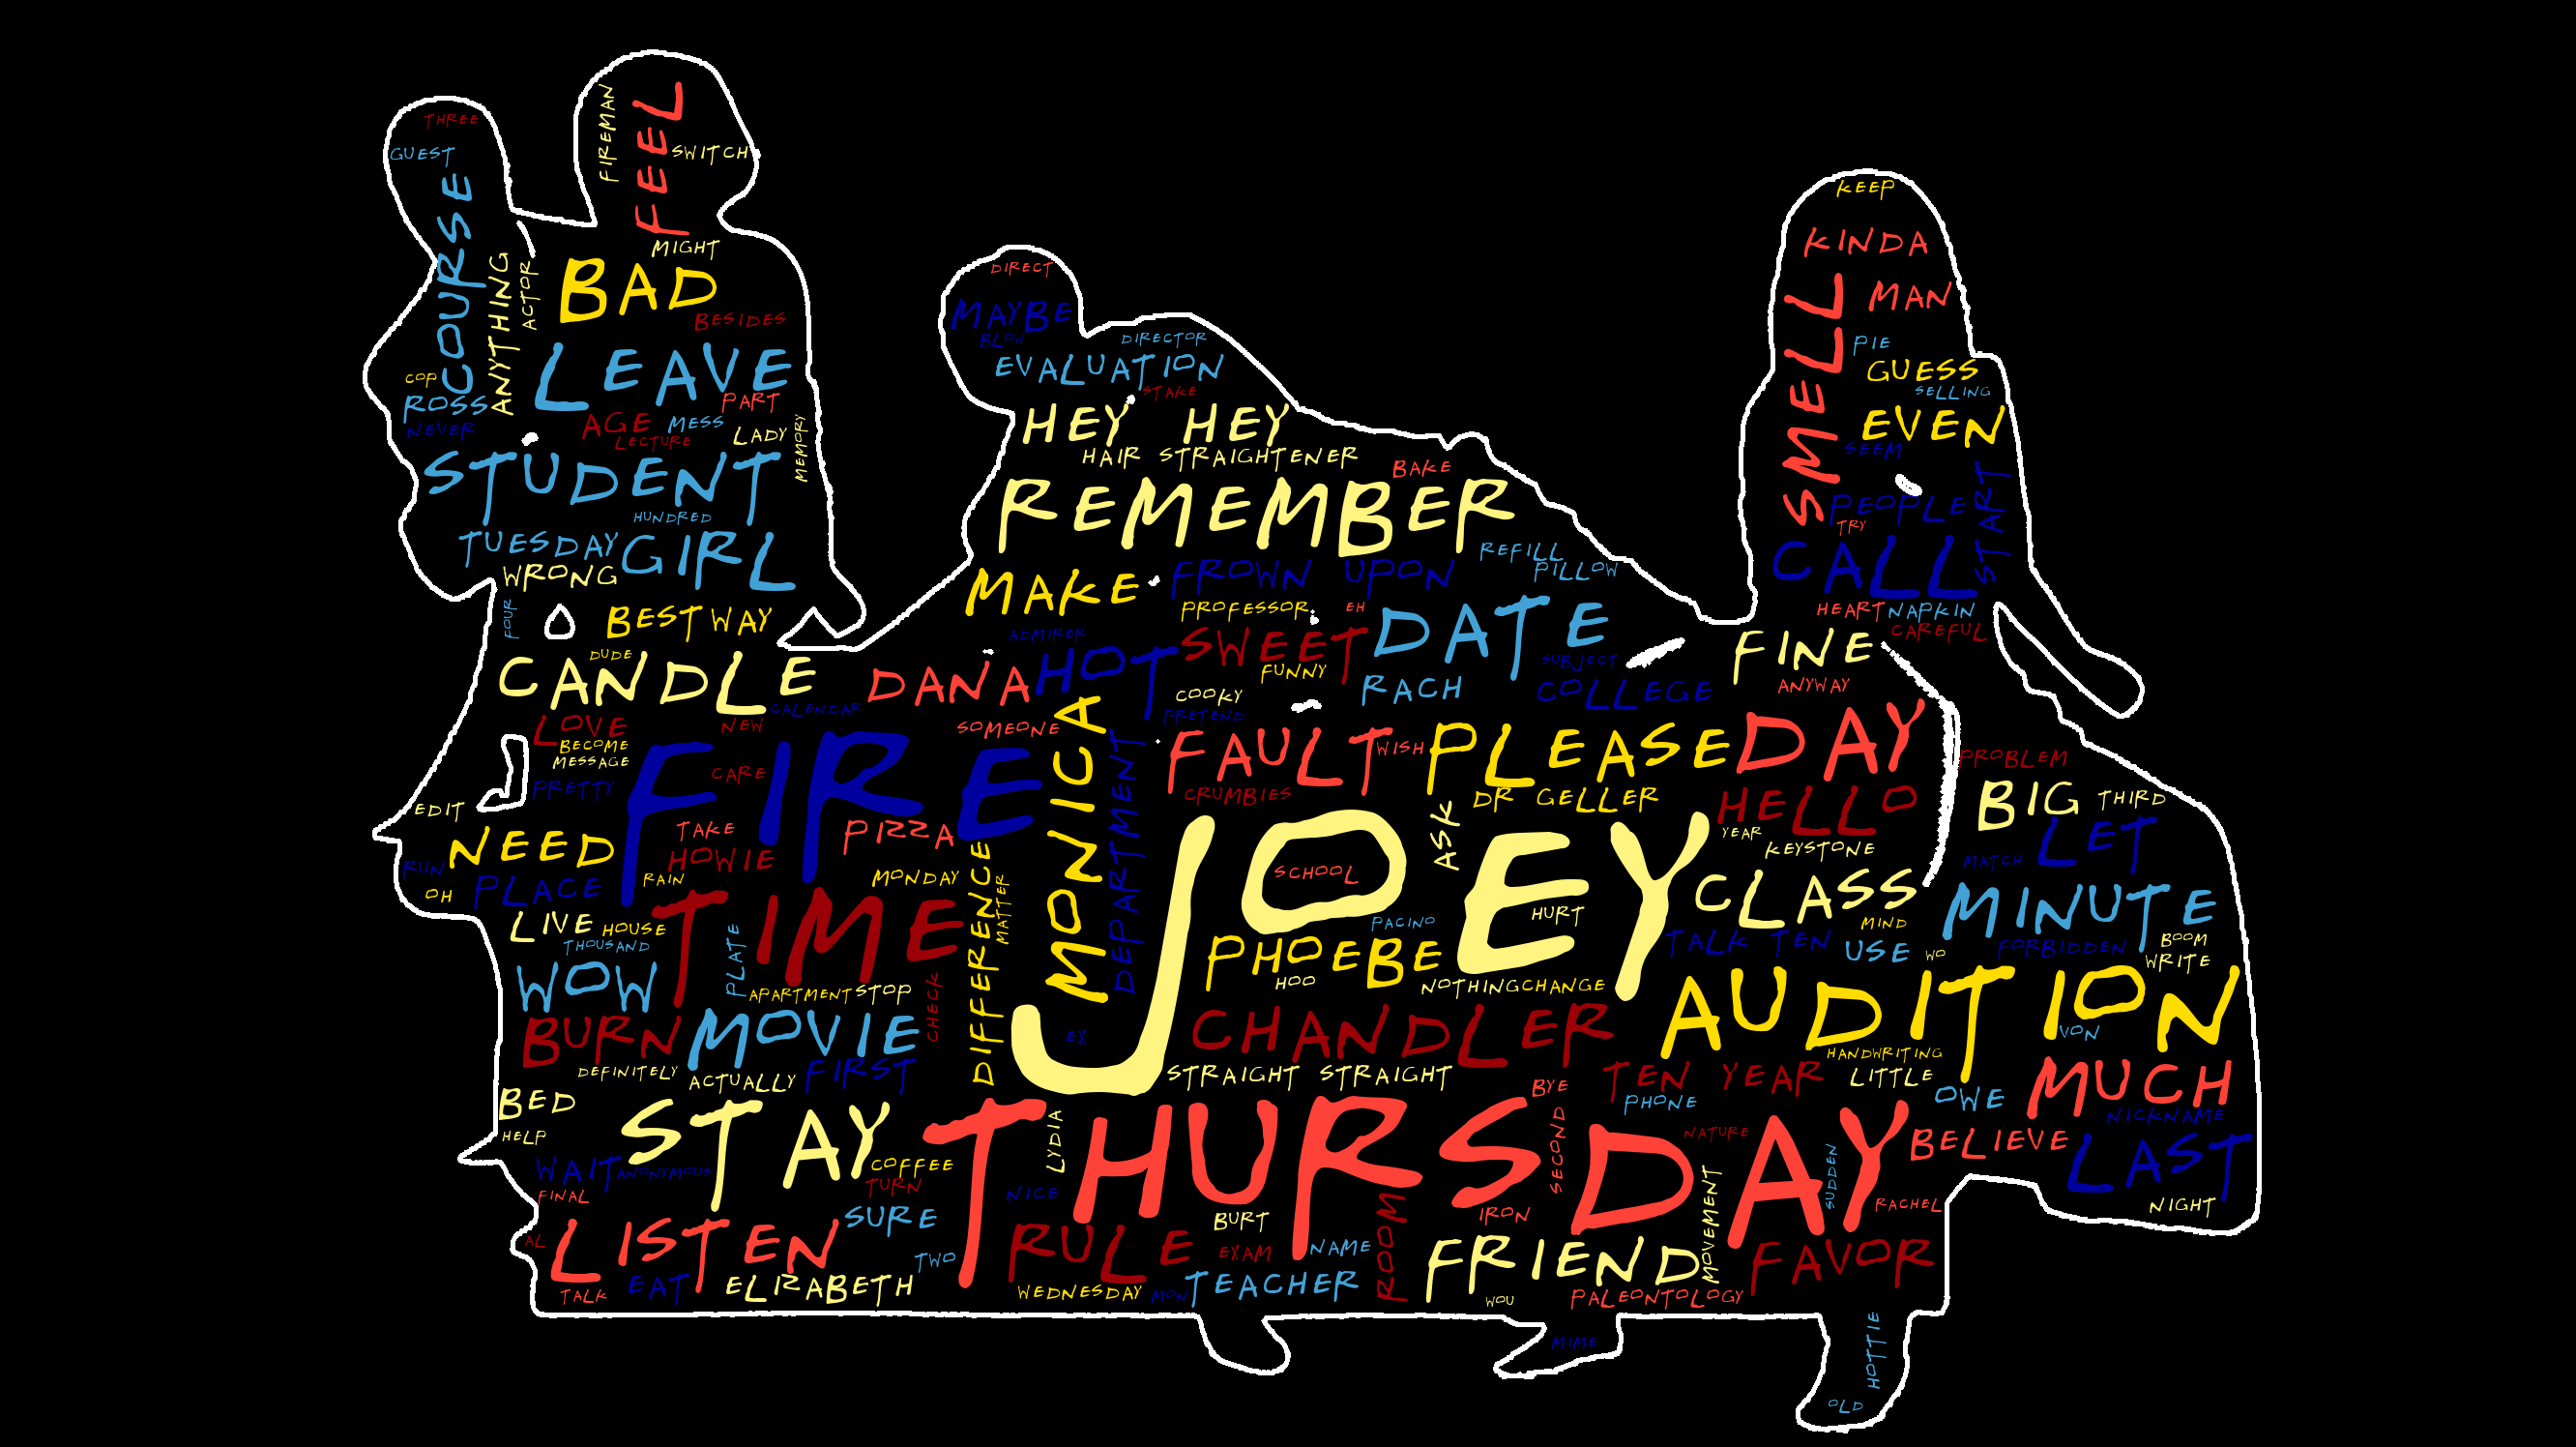 THREE
GUEST
COURSE
ANYTHING
ACTOR
COP
ROSS
NEVER
FIREMAN
FEEL
SWITCH
MIGHT
BAD
BESIDES
LEAVE
PART
AGE
MESS
LECTURE
LADY
MEMORY
STUDENT
HUNDRED
TUESDAY
GIRL
WRONG
FOUR
BEST WAY
DUDE
CANDLE
DIRECT
MAYBE
BLOW
DIRECTOR
EVALUATION
STAKE
HEY HEY
HAIR STRAIGHTENER
BAKE
REMEMBER
REFILL
PILLOW
MAKE
FROWN UPON
PROFESSOR
EH
ADMIRER
SWEET
DATE
HOT
FUNNY
SUBJECT
DANA
COOKY
RACH
COLLEGE
PRETEND
KEEP
KINDA
SMELL
MAN
PIE
GUESS
SELLING
EVEN
SEEM
PEOPLE
START
TRY
CALL
HEART
NAPKIN
CAREFUL
FINE
ANYWAY
LOVE
NEW
CALENDAR
SOMEONE
BECOME
MESSAGE
PRETTY
FIRE
CARE
MONICA
DEPARTMENT
FAULT
WISH
PLEASE
DAY
CRUMBIES
DR GELLER
HELLO
PROBLEM
BIG
THIRD
EDIT
NEED
TAKE
HOWIE
PIZZA
ASK
YEAR
KEYSTONE
LET
MATCH
RUN
OH
PLACE
RAIN
MONDAY
DIFFERENCE
MATTER
JOEY
SCHOOL
HURT
CLASS
MIND
MINUTE
LIVE
HOUSE
TIME
THOUSAND
PLATE
PACINO
PHOEBE
HOO
TALK TEN
USE
WO
FORBIDDEN
BOOM
WRITE
WOW
APARTMENT
STOP
CHECK
NOTHING
CHANGE
AUDITION
VON
BURN
MOVIE
EX
CHANDLER
HANDWRITING
DEFINITELY
ACTUALLY
FIRST
STRAIGHT STRAIGHT
TEN YEAR
LITTLE
MUCH
BED
BYE
PHONE
OWE
NICKNAME
HELP
STAY
THURSDAY
LYDIA
SECOND
NATURE
SUDDEN
BELIEVE
LAST
WAIT
ANONYMOUS
COFFEE
TURN
NICE
FINAL
MOVEMENT
RACHEL
NIGHT
AL
LISTEN
SURE
TWO
RULE
BURT
EXAM
NAME
ROOM
IRON
FRIEND
FAVOR
TALK
EAT
ELIZABETH
WEDNESDAY
MON
TEACHER
WOU
PALEONTOLOGY
MIME
HOTTIE
OLD